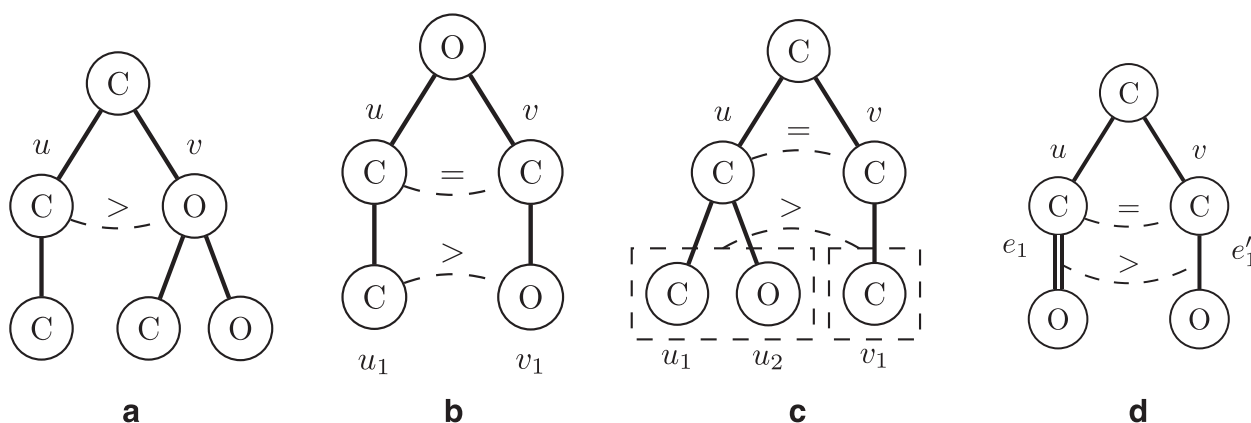 C
u v
C > O
C C O
a
O
u v
C = C
>
C O
u₁ v₁
b
C
u v
=
C C
>
C O C
u₁ u₂ v₁
c
C
u v
C = C
e₁ > e′₁
O O
d